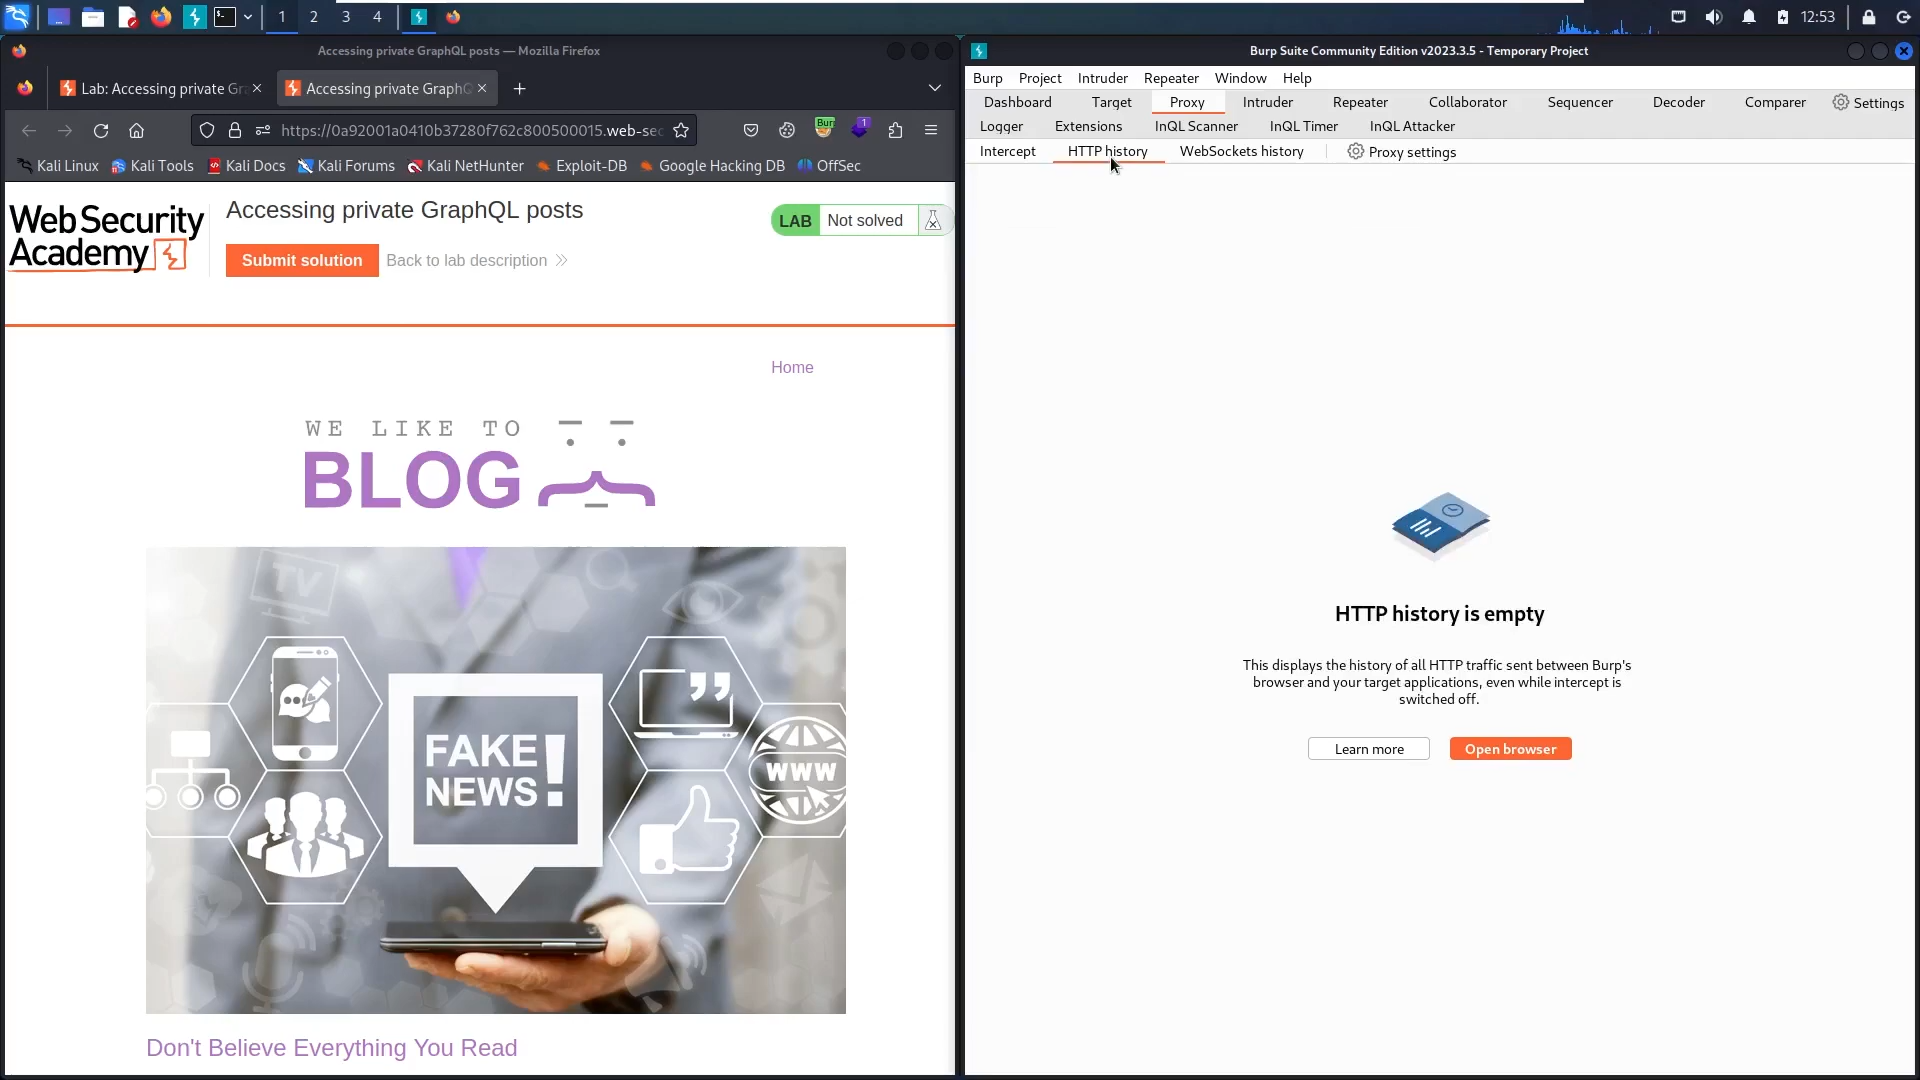 1 2 3 4
12:53
Accessing private GraphQL posts — Mozilla Firefox
Lab: Accessing private Gr
Accessing private GraphQ
https://0a92001a0410b37280f762c800500015.web-sec
Burp
1
Kali Linux Kali Tools Kali Docs Kali Forums Kali NetHunter Exploit-DB Google Hacking DB OffSec
Web Security
Academy
Accessing private GraphQL posts
Submit solution Back to lab description
LAB Not solved
Home
WE LIKE TO
BLOG
TV
FAKE
NEWS!
www
Don't Believe Everything You Read
Burp Suite Community Edition v2023.3.5 - Temporary Project
Burp Project Intruder Repeater Window Help
Dashboard Target Proxy Intruder Repeater Collaborator Sequencer Decoder Comparer Settings
Logger Extensions InQL Scanner InQL Timer InQL Attacker
Intercept HTTP history WebSockets history Proxy settings
HTTP history is empty
This displays the history of all HTTP traffic sent between Burp's
browser and your target applications, even while intercept is
switched off.
Learn more Open browser